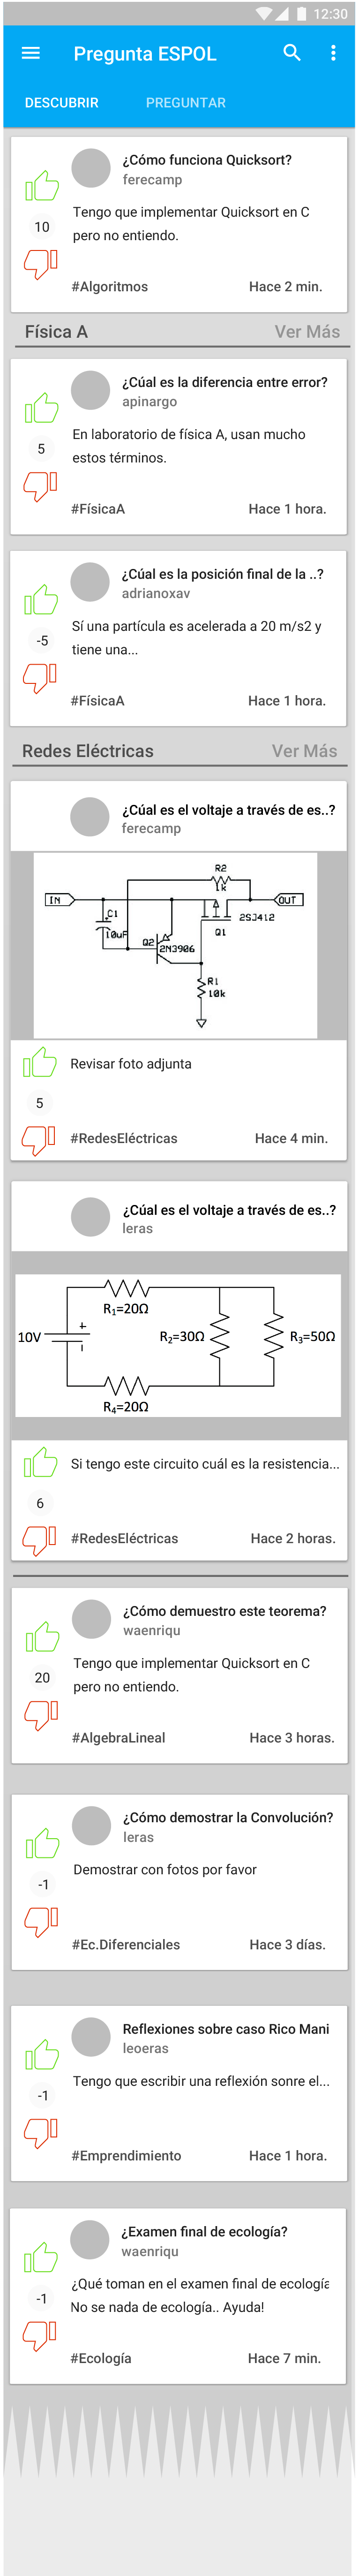 12:30
Pregunta ESPOL
DESCUBRIR PREGUNTAR
¿Cómo funciona Quicksort?
ferecamp
Tengo que implementar Quicksort en C
10
pero no entiendo.
#Algoritmos Hace 2 min.
Física A Ver Más
¿Cúal es la diferencia entre error?
apinargo
En laboratorio de física A, usan mucho
5
estos términos.
#FísicaA Hace 1 hora.
¿Cúal es la posición final de la ..?
adrianoxav
Sí una partícula es acelerada a 20 m/s2 y
-5
tiene una...
#FísicaA Hace 1 hora.
Redes Eléctricas Ver Más
¿Cúal es el voltaje a través de es..?
ferecamp
R2
1k
IN OUT
C1
10uF
2SJ412
Q1
Q2
2N3906
R1
10k
Revisar foto adjunta
5
#RedesEléctricas Hace 4 min.
¿Cúal es el voltaje a través de es..?
leras
R1=20Ω
10V + R2=30Ω R3=50Ω
R4=20Ω
Si tengo este circuito cuál es la resistencia...
6
#RedesEléctricas Hace 2 horas.
¿Cómo demuestro este teorema?
waenriqu
Tengo que implementar Quicksort en C
20
pero no entiendo.
#AlgebraLineal Hace 3 horas.
¿Cómo demostrar la Convolución?
leras
Demostrar con fotos por favor
-1
#Ec.Diferenciales Hace 3 días.
Reflexiones sobre caso Rico Mani
leoeras
Tengo que escribir una reflexión sonre el...
-1
#Emprendimiento Hace 1 hora.
¿Examen final de ecología?
waenriqu
¿Qué toman en el examen final de ecología
-1
No se nada de ecología.. Ayuda!
#Ecología Hace 7 min.